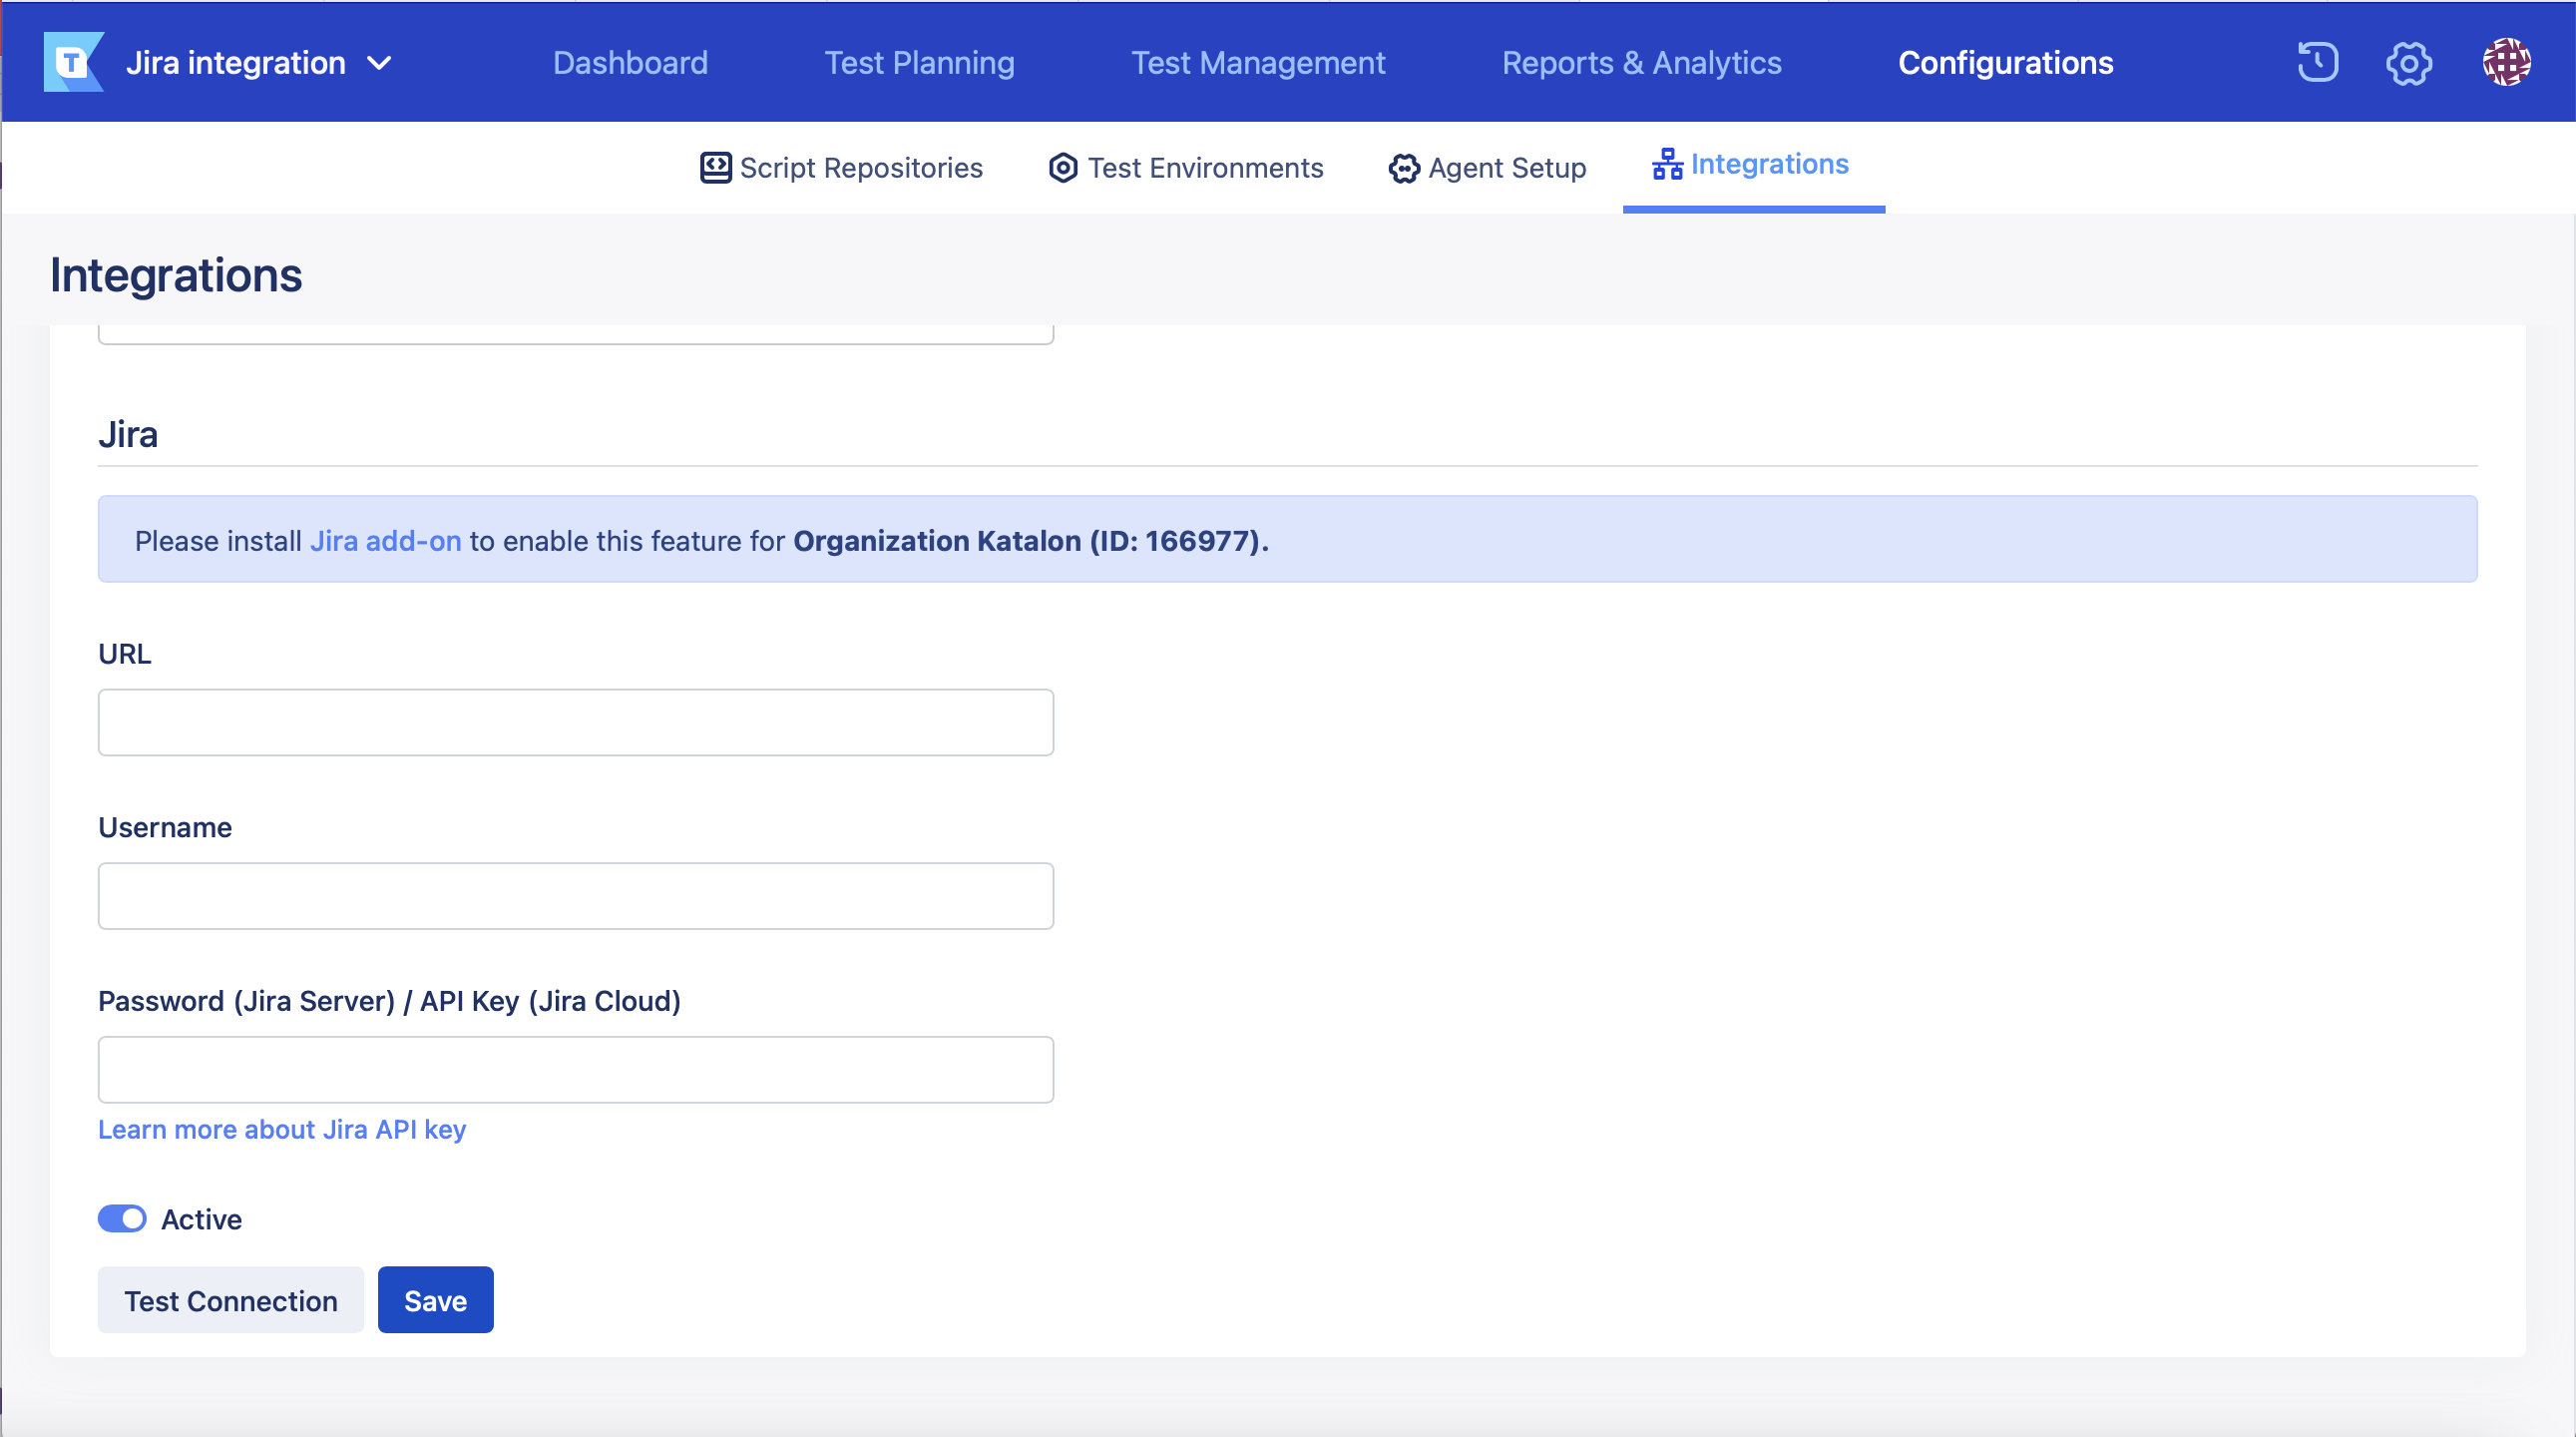 T Jira integration Dashboard Test Planning Test Management Reports & Analytics Configurations
Script Repositories Test Environments Agent Setup Integrations
Integrations
Jira
Please install Jira add-on to enable this feature for Organization Katalon (ID: 166977).
URL
Username
Password (Jira Server) / API Key (Jira Cloud)
Learn more about Jira API key
Active
Test Connection Save